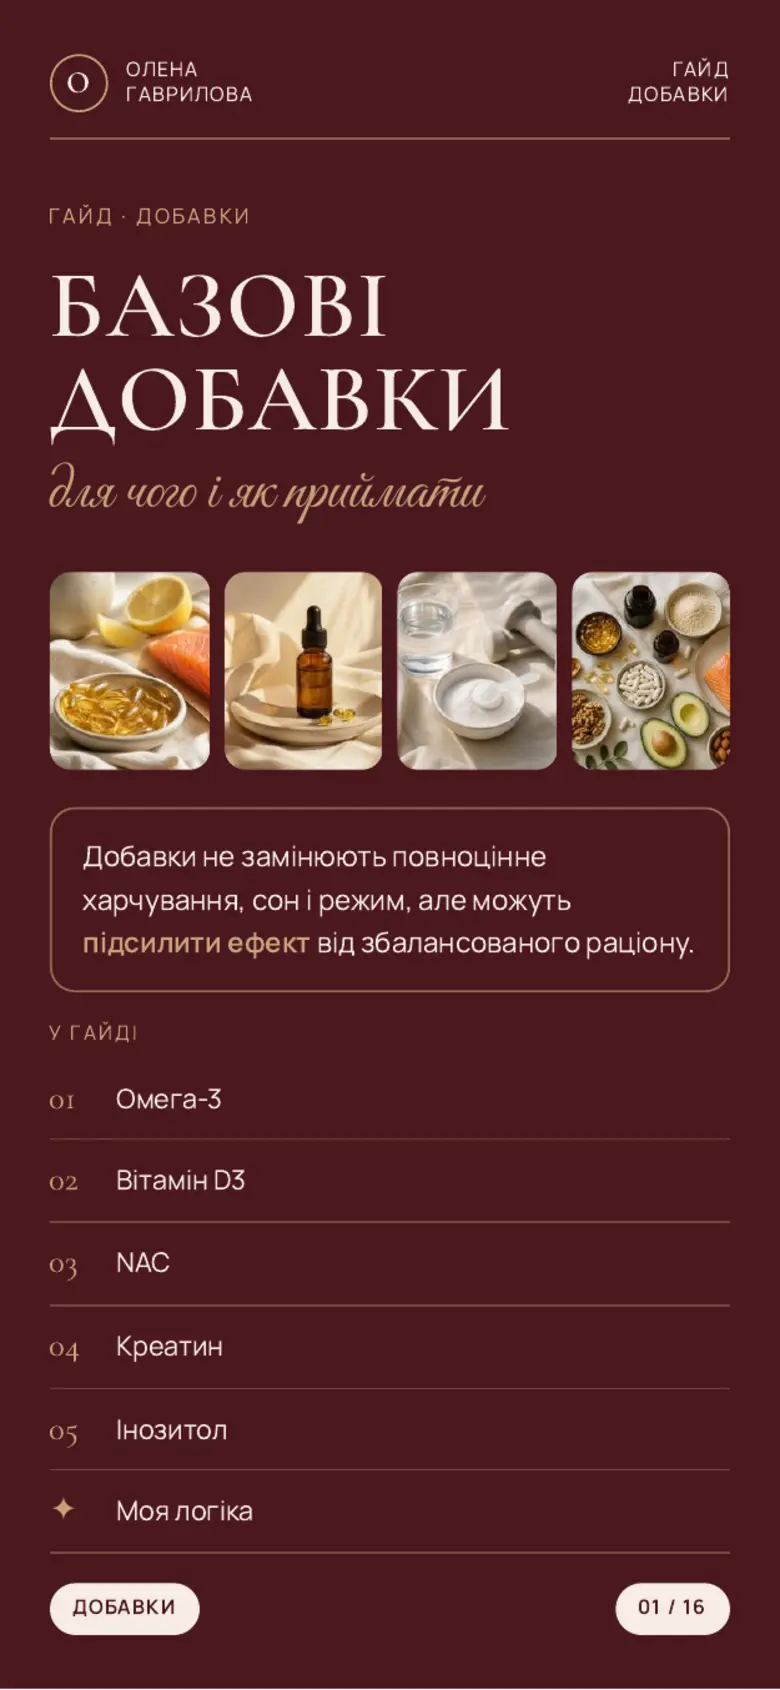 О
ОЛЕНА
ГАВРИЛОВА
ГАЙД
ДОБАВКИ
ГАЙД · ДОБАВКИ
БАЗОВІ
ДОБАВКИ
для чого і як приймати
Добавки не замінюють повноцінне
харчування, сон і режим, але можуть
підсилити ефект від збалансованого раціону.
У ГАЙДІ
01 Омега-3
02 Вітамін D3
03 NAC
04 Креатин
05 Інозитол
✦ Моя логіка
ДОБАВКИ
01 / 16